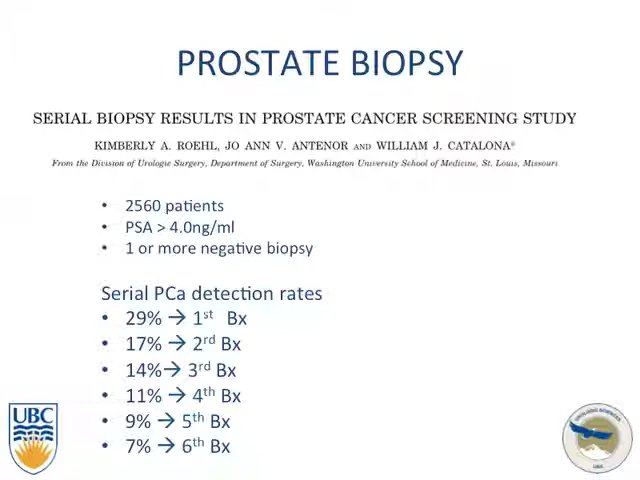 PROSTATE BIOPSY
SERIAL BIOPSY RESULTS IN PROSTATE CANCER SCREENING STUDY
KIMBERLY A. ROEHL, JO ANN V. ANTENOR AND WILLIAM J. CATALONA*
From the Division of Urologic Surgery, Department of Surgery, Washington University School of Medicine, St. Louis, Missouri
• 2560 patients
• PSA > 4.0ng/ml
• 1 or more negative biopsy
Serial PCa detection rates
• 29% → 1st Bx
• 17% → 2rd Bx
• 14%→ 3rd Bx
• 11% → 4th Bx
• 9% → 5th Bx
• 7% → 6th Bx
UBC